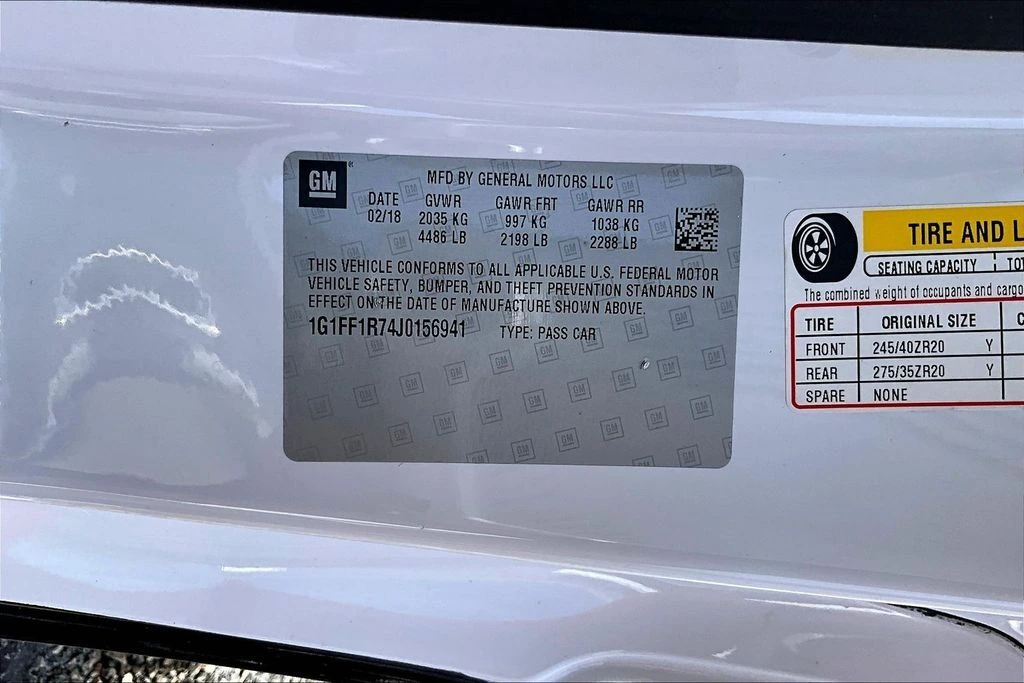 GM
MFD BY GENERAL MOTORS LLC
DATE GVWR GAWR FRT GAWR RR
02/18 2035 KG 997 KG 1038 KG
4486 LB 2198 LB 2288 LB
THIS VEHICLE CONFORMS TO ALL APPLICABLE U.S. FEDERAL MOTOR
VEHICLE SAFETY, BUMPER, AND THEFT PREVENTION STANDARDS IN
EFFECT ON THE DATE OF MANUFACTURE SHOWN ABOVE.
1G1FF1R74J0156941 TYPE: PASS CAR
TIRE AND L
SEATING CAPACITY TOT
The combined weight of occupants and cargo
TIRE ORIGINAL SIZE C
FRONT 245/40ZR20 Y
REAR 275/35ZR20 Y
SPARE NONE